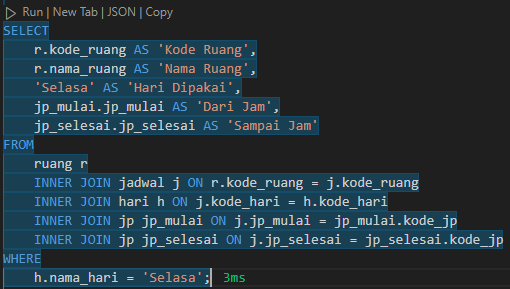 Run | New Tab | JSON | Copy
SELECT
    r.kode_ruang AS 'Kode Ruang',
    r.nama_ruang AS 'Nama Ruang',
    'Selasa' AS 'Hari Dipakai',
    jp_mulai.jp_mulai AS 'Dari Jam',
    jp_selesai.jp_selesai AS 'Sampai Jam'
FROM
    ruang r
    INNER JOIN jadwal j ON r.kode_ruang = j.kode_ruang
    INNER JOIN hari h ON j.kode_hari = h.kode_hari
    INNER JOIN jp jp_mulai ON j.jp_mulai = jp_mulai.kode_jp
    INNER JOIN jp jp_selesai ON j.jp_selesai = jp_selesai.kode_jp
WHERE
    h.nama_hari = 'Selasa'; 3ms